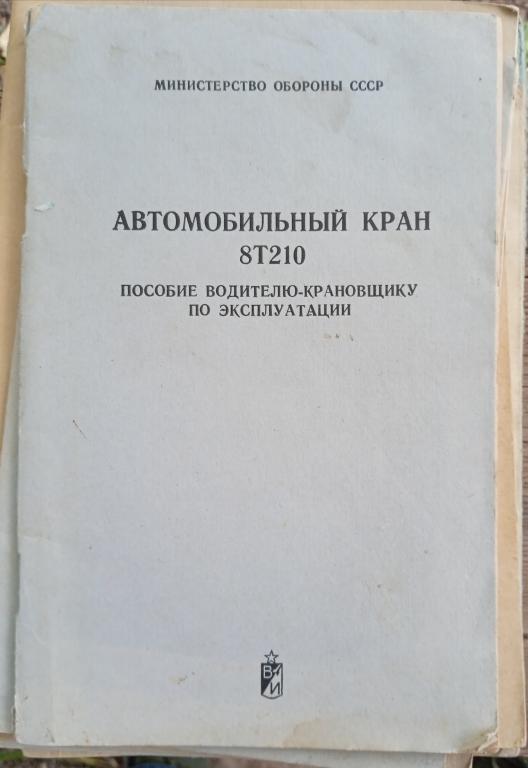 МИНИСТЕРСТВО ОБОРОНЫ СССР
АВТОМОБИЛЬНЫЙ КРАН
8Т210
ПОСОБИЕ ВОДИТЕЛЮ-КРАНОВЩИКУ
ПО ЭКСПЛУАТАЦИИ
В
И